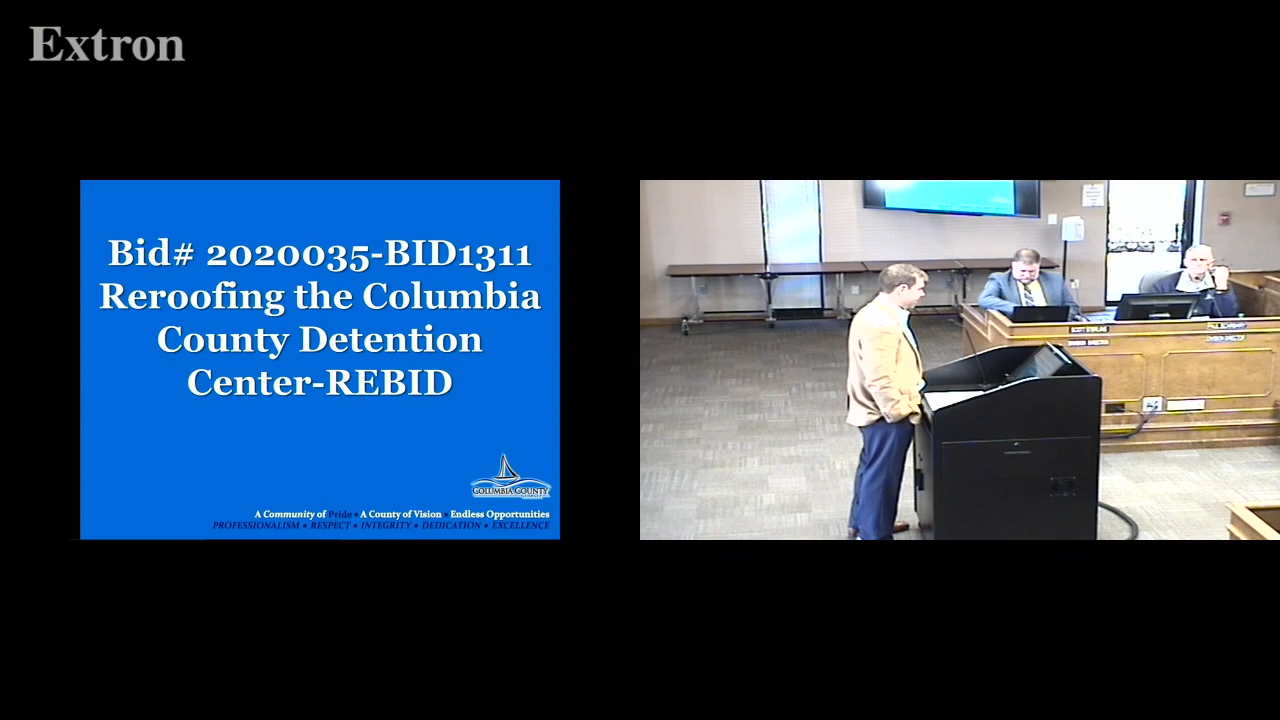 Extron
Bid# 2020035-BID1311
Reroofing the Columbia
County Detention
Center-REBID
COLUMBIA COUNTY
A Community of Pride • A County of Vision • Endless Opportunities
PROFESSIONALISM • RESPECT • INTEGRITY • DEDICATION • EXCELLENCE